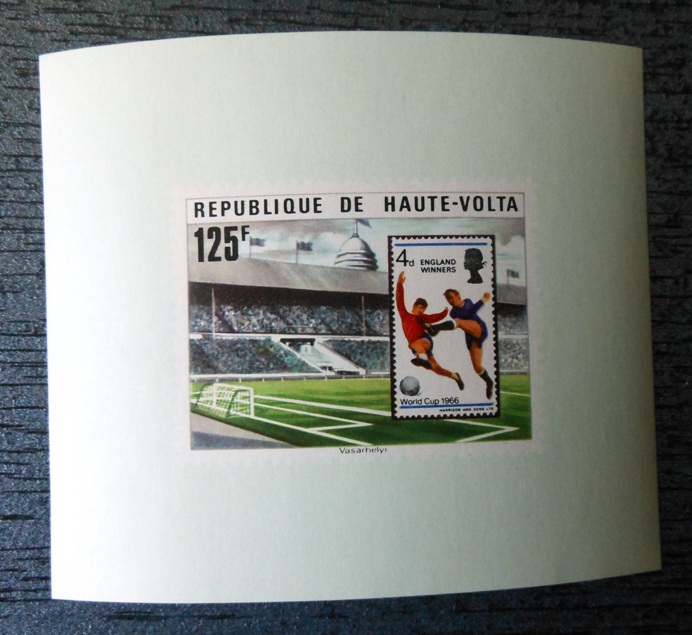 REPUBLIQUE DE HAUTE-VOLTA
125F
4d ENGLAND
WINNERS
World Cup 1966
HARRISON AND SONS LTD
Vasarhelyi